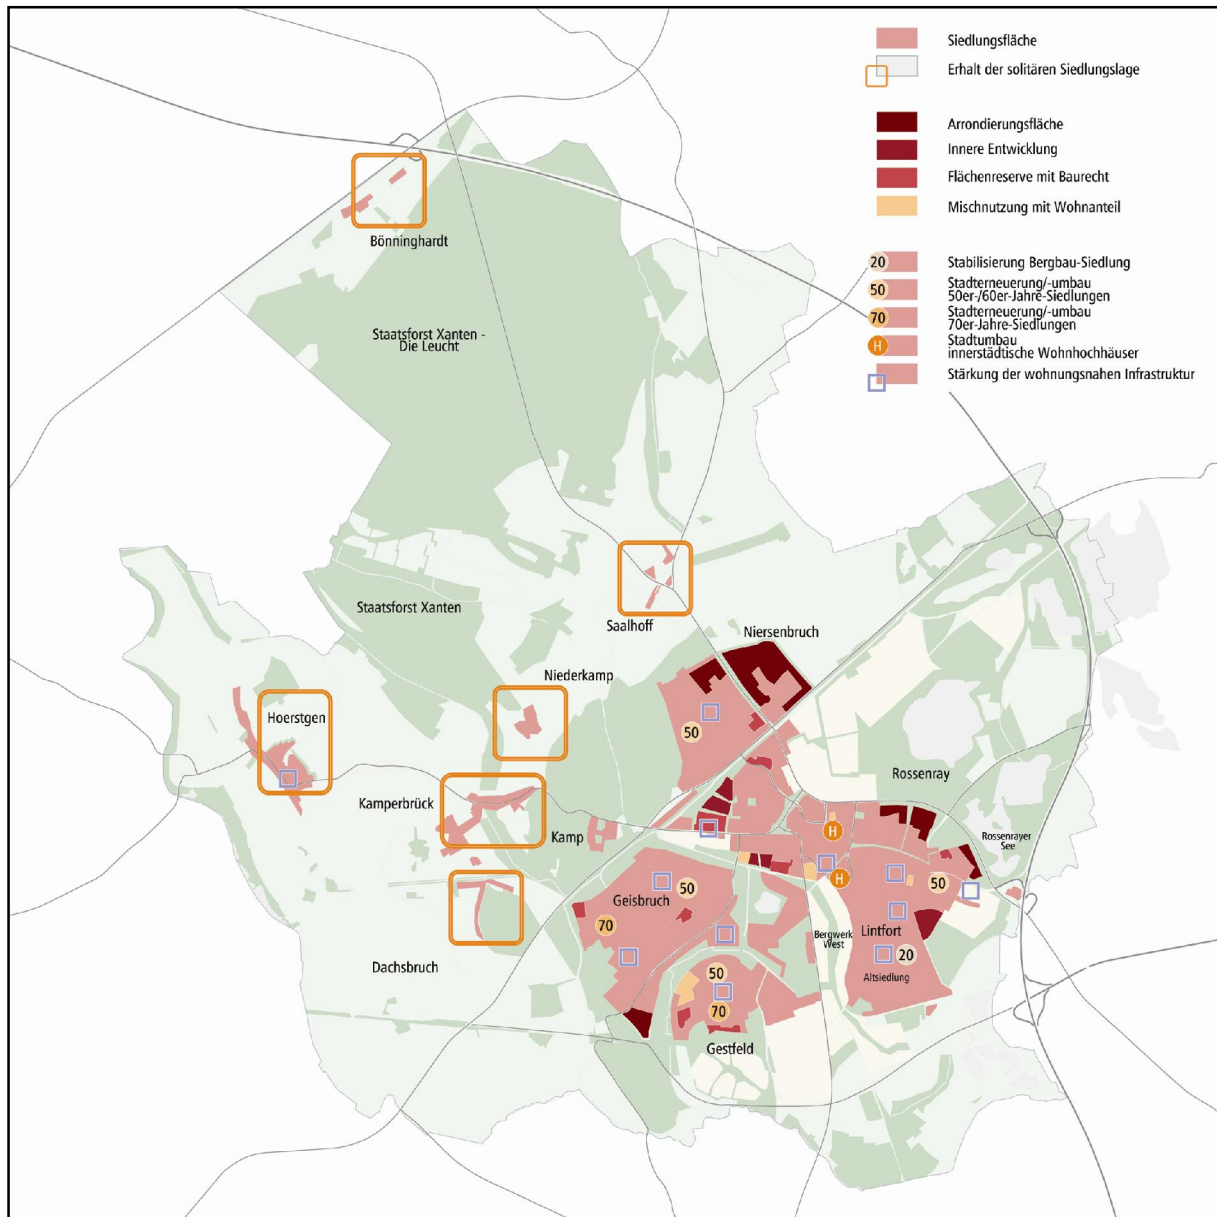 Siedlungsfläche
Erhalt der solitären Siedlungslage
Arrondierungsfläche
Innere Entwicklung
Flächenreserve mit Baurecht
Mischnutzung mit Wohnanteil
20 Stabilisierung Bergbau-Siedlung
50 Stadterneuerung/-umbau
50er-/60er-Jahre-Siedlungen
70 Stadterneuerung/-umbau
70er-Jahre-Siedlungen
H Stadtumbau
innerstädtische Wohnhochhäuser
Stärkung der wohnungsnahen Infrastruktur
Bönninghardt
Staatsforst Xanten -
Die Leucht
Staatsforst Xanten
Saalhoff
Niersenbruch
Niederkamp
Hoerstgen
50
Rossenray
Kamperbrück
Kamp
H
Rossenrayer
See
H
50
50
Geisbruch
70
Lintfort
Bergwerk
West
20
Altsiedlung
Dachsbruch
50
70
Gestfeld